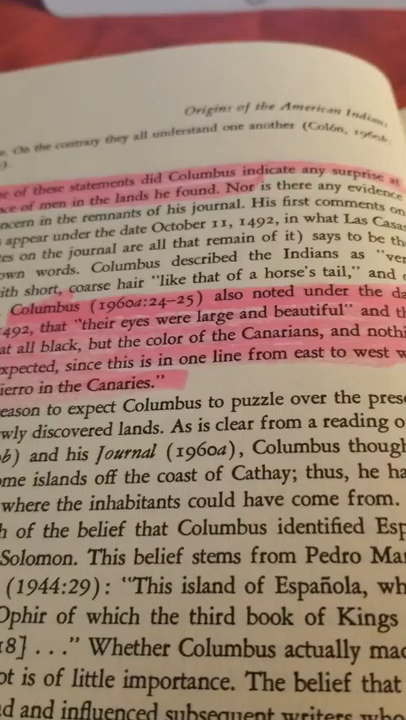 Origins of the American Indian
e. On the contrary they all understand one another (Colón, 1960b
).
e of these statements did Columbus indicate any surprise at
ce of men in the lands he found. Nor is there any evidence
ncern in the remnants of his journal. His first comments on
appear under the date October 11, 1492, in what Las Casas
es on the journal are all that remain of it) says to be the
own words. Columbus described the Indians as "ver
ith short, coarse hair "like that of a horse's tail," and
Columbus (1960a:24–25) also noted under the da
1492, that "their eyes were large and beautiful" and th
at all black, but the color of the Canarians, and nothi
xpected, since this is in one line from east to west w
ierro in the Canaries."
eason to expect Columbus to puzzle over the prese
wly discovered lands. As is clear from a reading o
b) and his Journal (1960a), Columbus though
ome islands off the coast of Cathay; thus, he ha
where the inhabitants could have come from.
h of the belief that Columbus identified Esp
Solomon. This belief stems from Pedro Mar
(1944:29): "This island of Española, wh
Ophir of which the third book of Kings
18] . . ." Whether Columbus actually mad
ot is of little importance. The belief that
d and influenced subsequent writers who